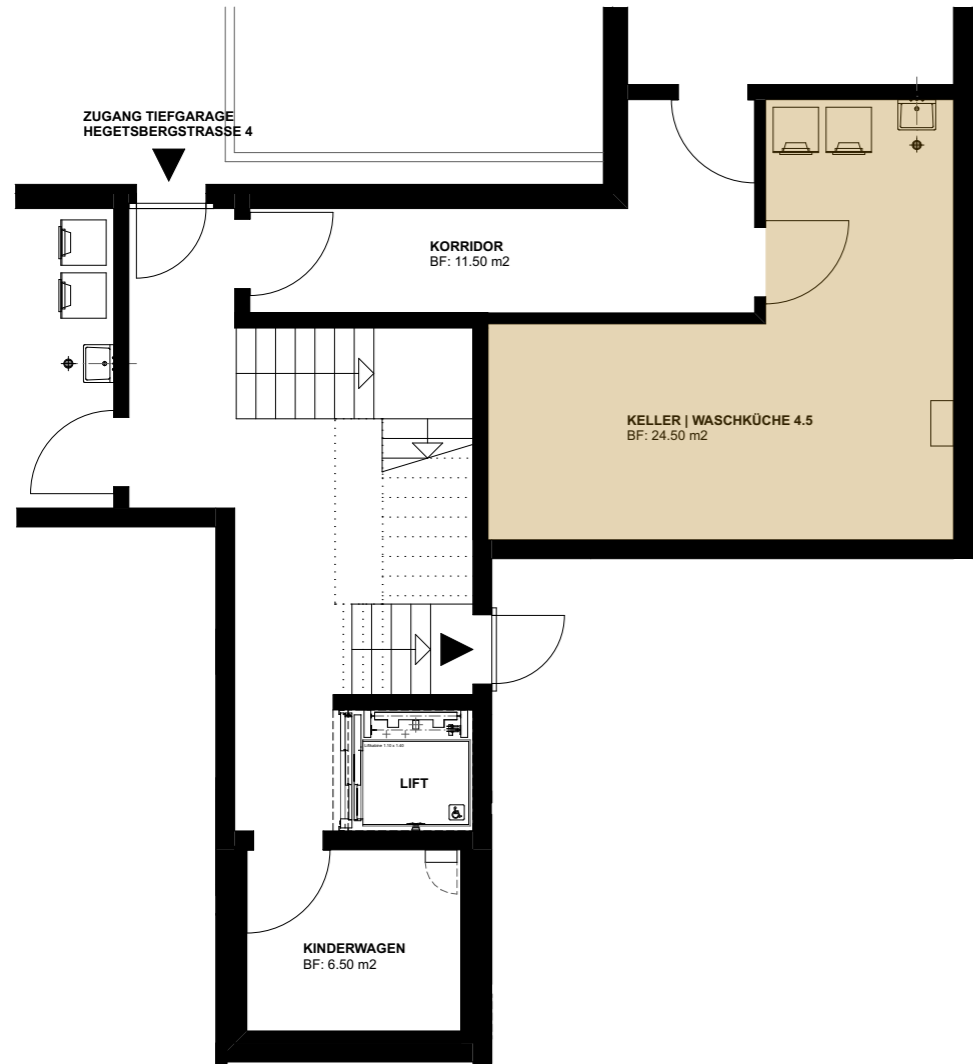 ZUGANG TIEFGARAGE
HEGETSBERGSTRASSE 4
KORRIDOR
BF: 11.50 m2
KELLER | WASCHKÜCHE 4.5
BF: 24.50 m2
LIFT
KINDERWAGEN
BF: 6.50 m2